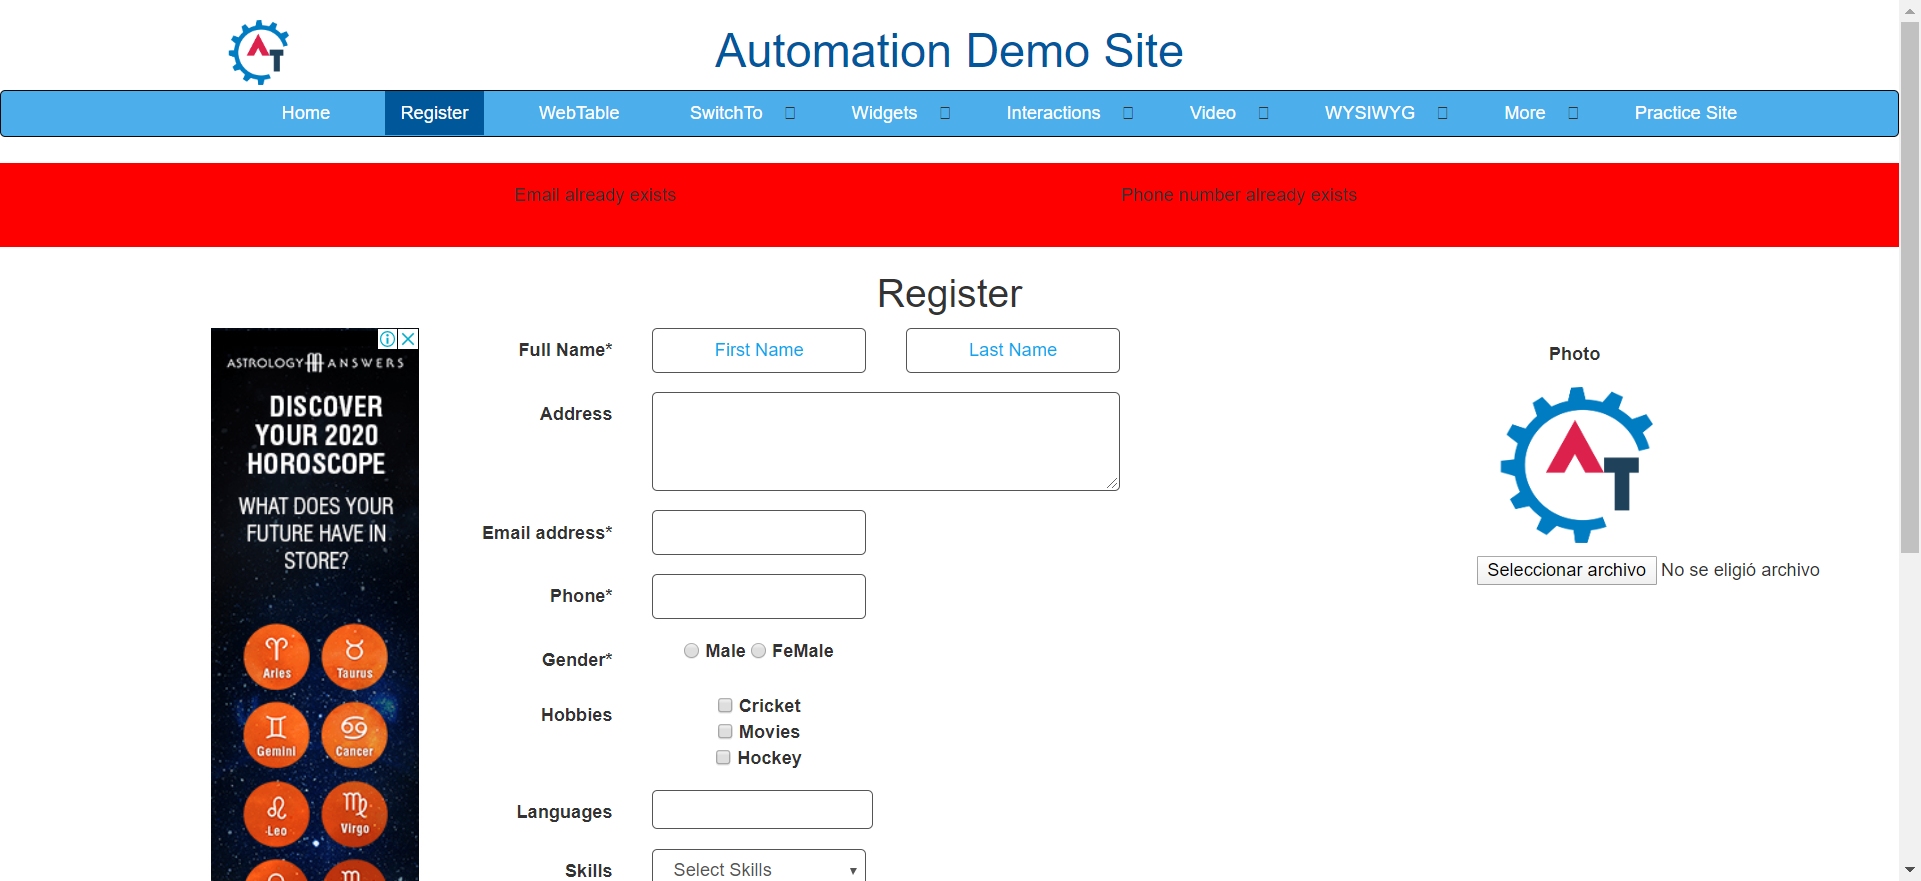 AT
Automation Demo Site
Home Register WebTable SwitchTo Widgets Interactions Video WYSIWYG More Practice Site
Email already exists Phone number already exists
Register
ASTROLOGY ANSWERS
DISCOVER
YOUR 2020
HOROSCOPE
WHAT DOES YOUR
FUTURE HAVE IN
STORE?
Aries Taurus
Gemini Cancer
Leo Virgo
Full Name* First Name Last Name
Address
Email address*
Phone*
Gender* Male FeMale
Hobbies Cricket
Movies
Hockey
Languages
Skills Select Skills
Photo
AT
Seleccionar archivo No se eligió archivo